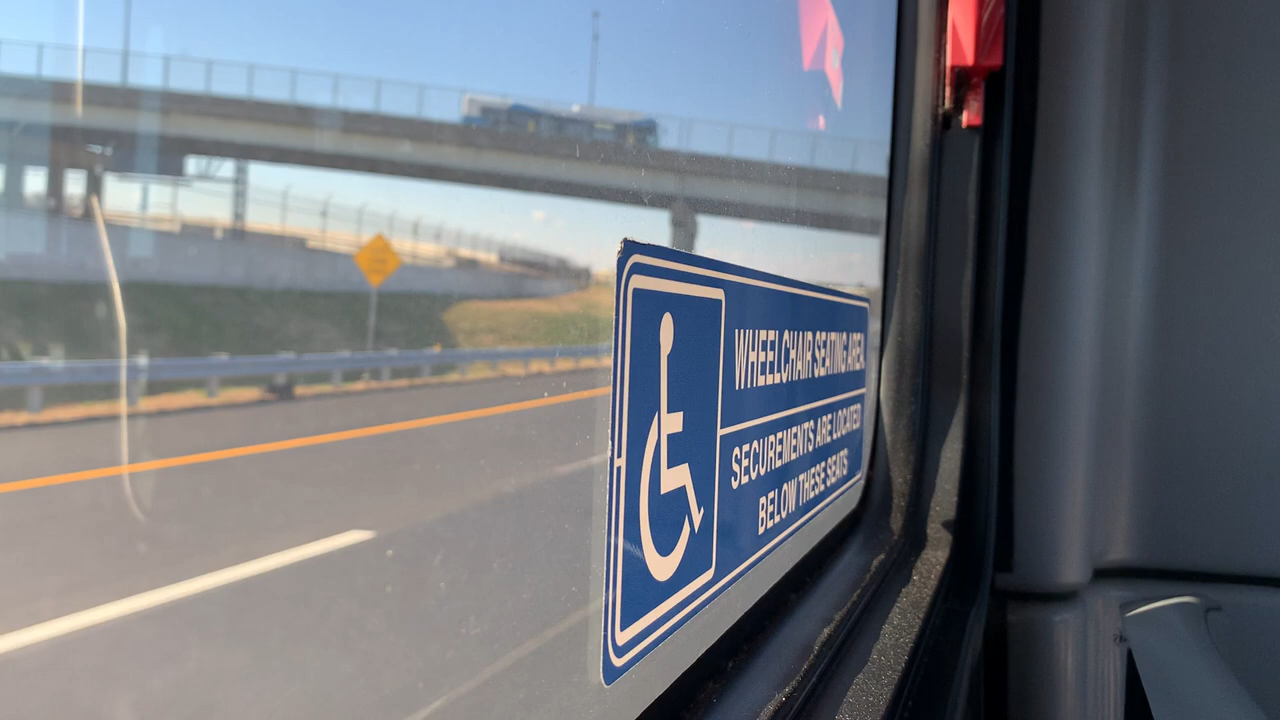 WHEELCHAIR SEATING AREA
SECUREMENTS ARE LOCATED
BELOW THESE SEATS